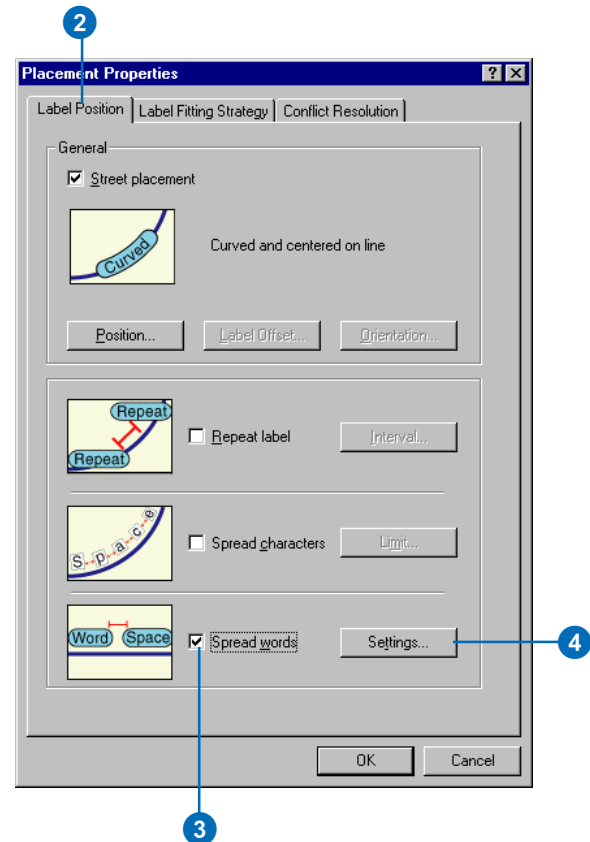 2
Placement Properties
Label Position Label Fitting Strategy Conflict Resolution
General
Street placement
Curved
Curved and centered on line
Position... Label Offset... Orientation...
Repeat
Repeat
Repeat label
Interval...
S p a c e
Spread characters
Limit...
Word Space
Spread words
Settings...
4
OK Cancel
3